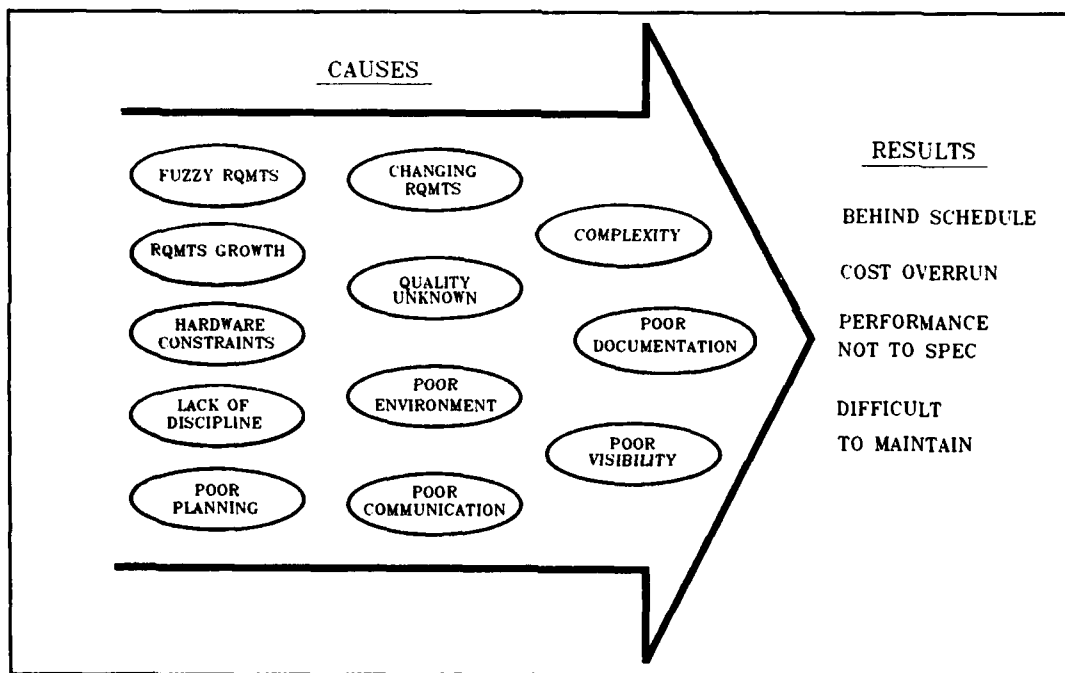 CAUSES
FUZZY RQMTS
RQMTS GROWTH
HARDWARE
CONSTRAINTS
LACK OF
DISCIPLINE
POOR
PLANNING
CHANGING
RQMTS
QUALITY
UNKNOWN
POOR
ENVIRONMENT
POOR
COMMUNICATION
COMPLEXITY
POOR
DOCUMENTATION
POOR
VISIBILITY
RESULTS
BEHIND SCHEDULE
COST OVERRUN
PERFORMANCE
NOT TO SPEC
DIFFICULT
TO MAINTAIN